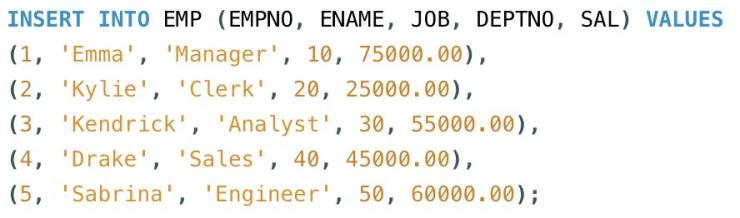 INSERT INTO EMP (EMPNO, ENAME, JOB, DEPTNO, SAL) VALUES
(1, 'Emma', 'Manager', 10, 75000.00),
(2, 'Kylie', 'Clerk', 20, 25000.00),
(3, 'Kendrick', 'Analyst', 30, 55000.00),
(4, 'Drake', 'Sales', 40, 45000.00),
(5, 'Sabrina', 'Engineer', 50, 60000.00);